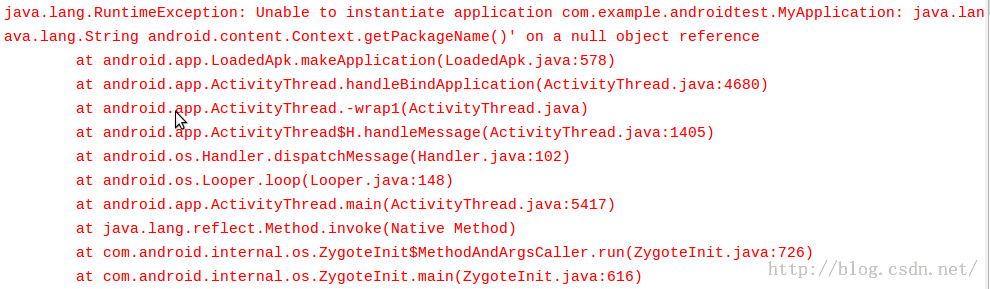 java.lang.RuntimeException: Unable to instantiate application com.example.androidtest.MyApplication: java.lan
ava.lang.String android.content.Context.getPackageName()' on a null object reference
at android.app.LoadedApk.makeApplication(LoadedApk.java:578)
at android.app.ActivityThread.handleBindApplication(ActivityThread.java:4680)
at android.app.ActivityThread.-wrap1(ActivityThread.java)
at android.app.ActivityThread$H.handleMessage(ActivityThread.java:1405)
at android.os.Handler.dispatchMessage(Handler.java:102)
at android.os.Looper.loop(Looper.java:148)
at android.app.ActivityThread.main(ActivityThread.java:5417)
at java.lang.reflect.Method.invoke(Native Method)
at com.android.internal.os.ZygoteInit$MethodAndArgsCaller.run(ZygoteInit.java:726)
at com.android.internal.os.ZygoteInit.main(ZygoteInit.java:616)
http://blog.csdn.net/